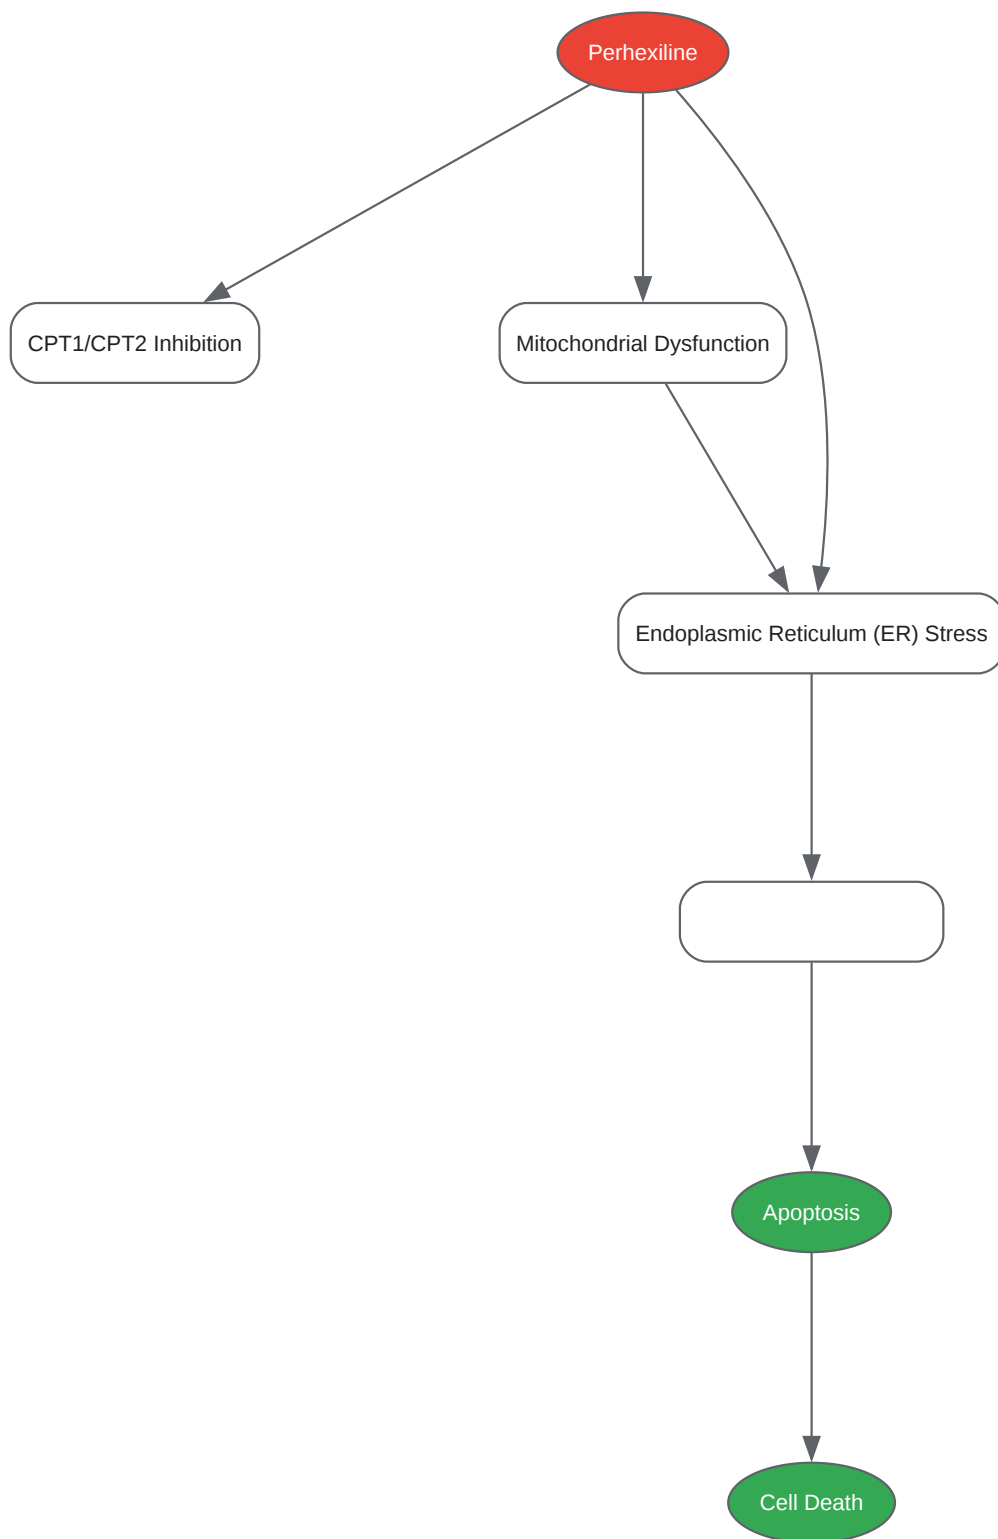 Perhexiline
CPT1/CPT2 Inhibition
Mitochondrial Dysfunction
Endoplasmic Reticulum (ER) Stress
Apoptosis
Cell Death